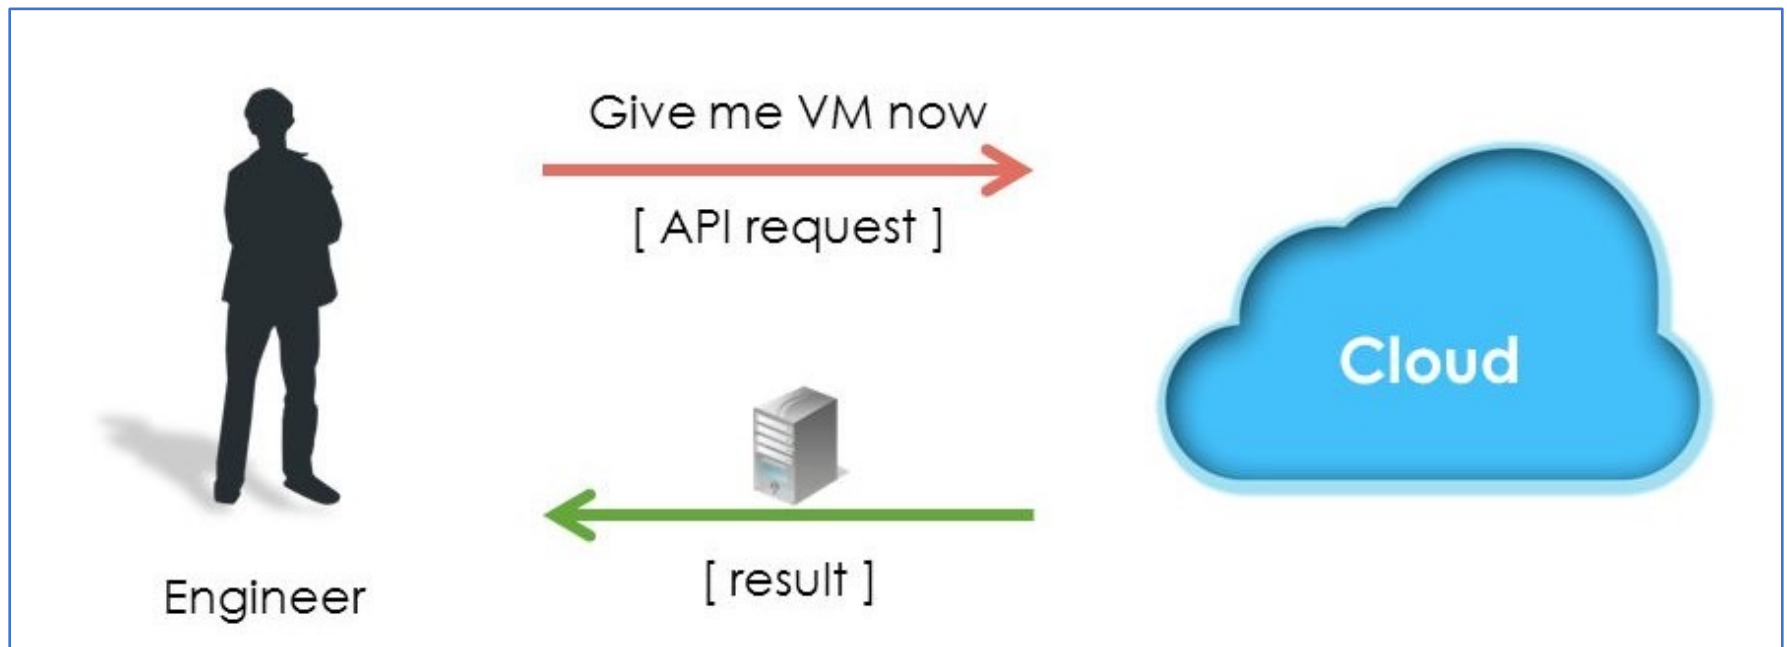 Give me VM now
[ API request ]
Cloud
[ result ]
Engineer